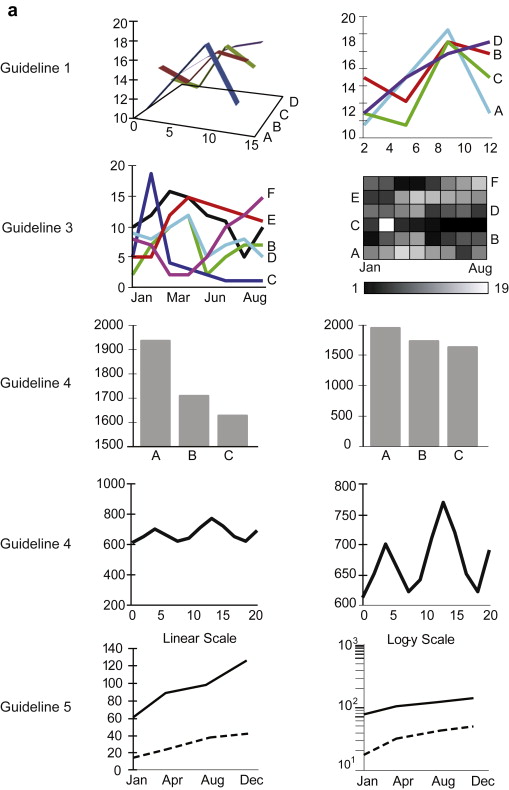 a
Guideline 1
20
18
16
14
12
10
0
5
10
15
A
B
C
D
20
18
16
14
12
10
2
4
6
8
10
12
D
B
C
A
Guideline 3
20
15
10
5
0
Jan
Mar
Jun
Aug
F
E
B
D
C
E
C
A
F
D
B
Jan
Aug
1
19
Guideline 4
2000
1900
1800
1700
1600
1500
A
B
C
2000
1500
1000
500
0
A
B
C
Guideline 4
1000
800
600
400
200
0
5
10
15
20
800
750
700
650
600
0
5
10
15
20
Guideline 5
Linear Scale
140
120
100
80
60
40
20
0
Jan
Apr
Aug
Dec
Log-y Scale
10³
10²
10¹
Jan
Apr
Aug
Dec